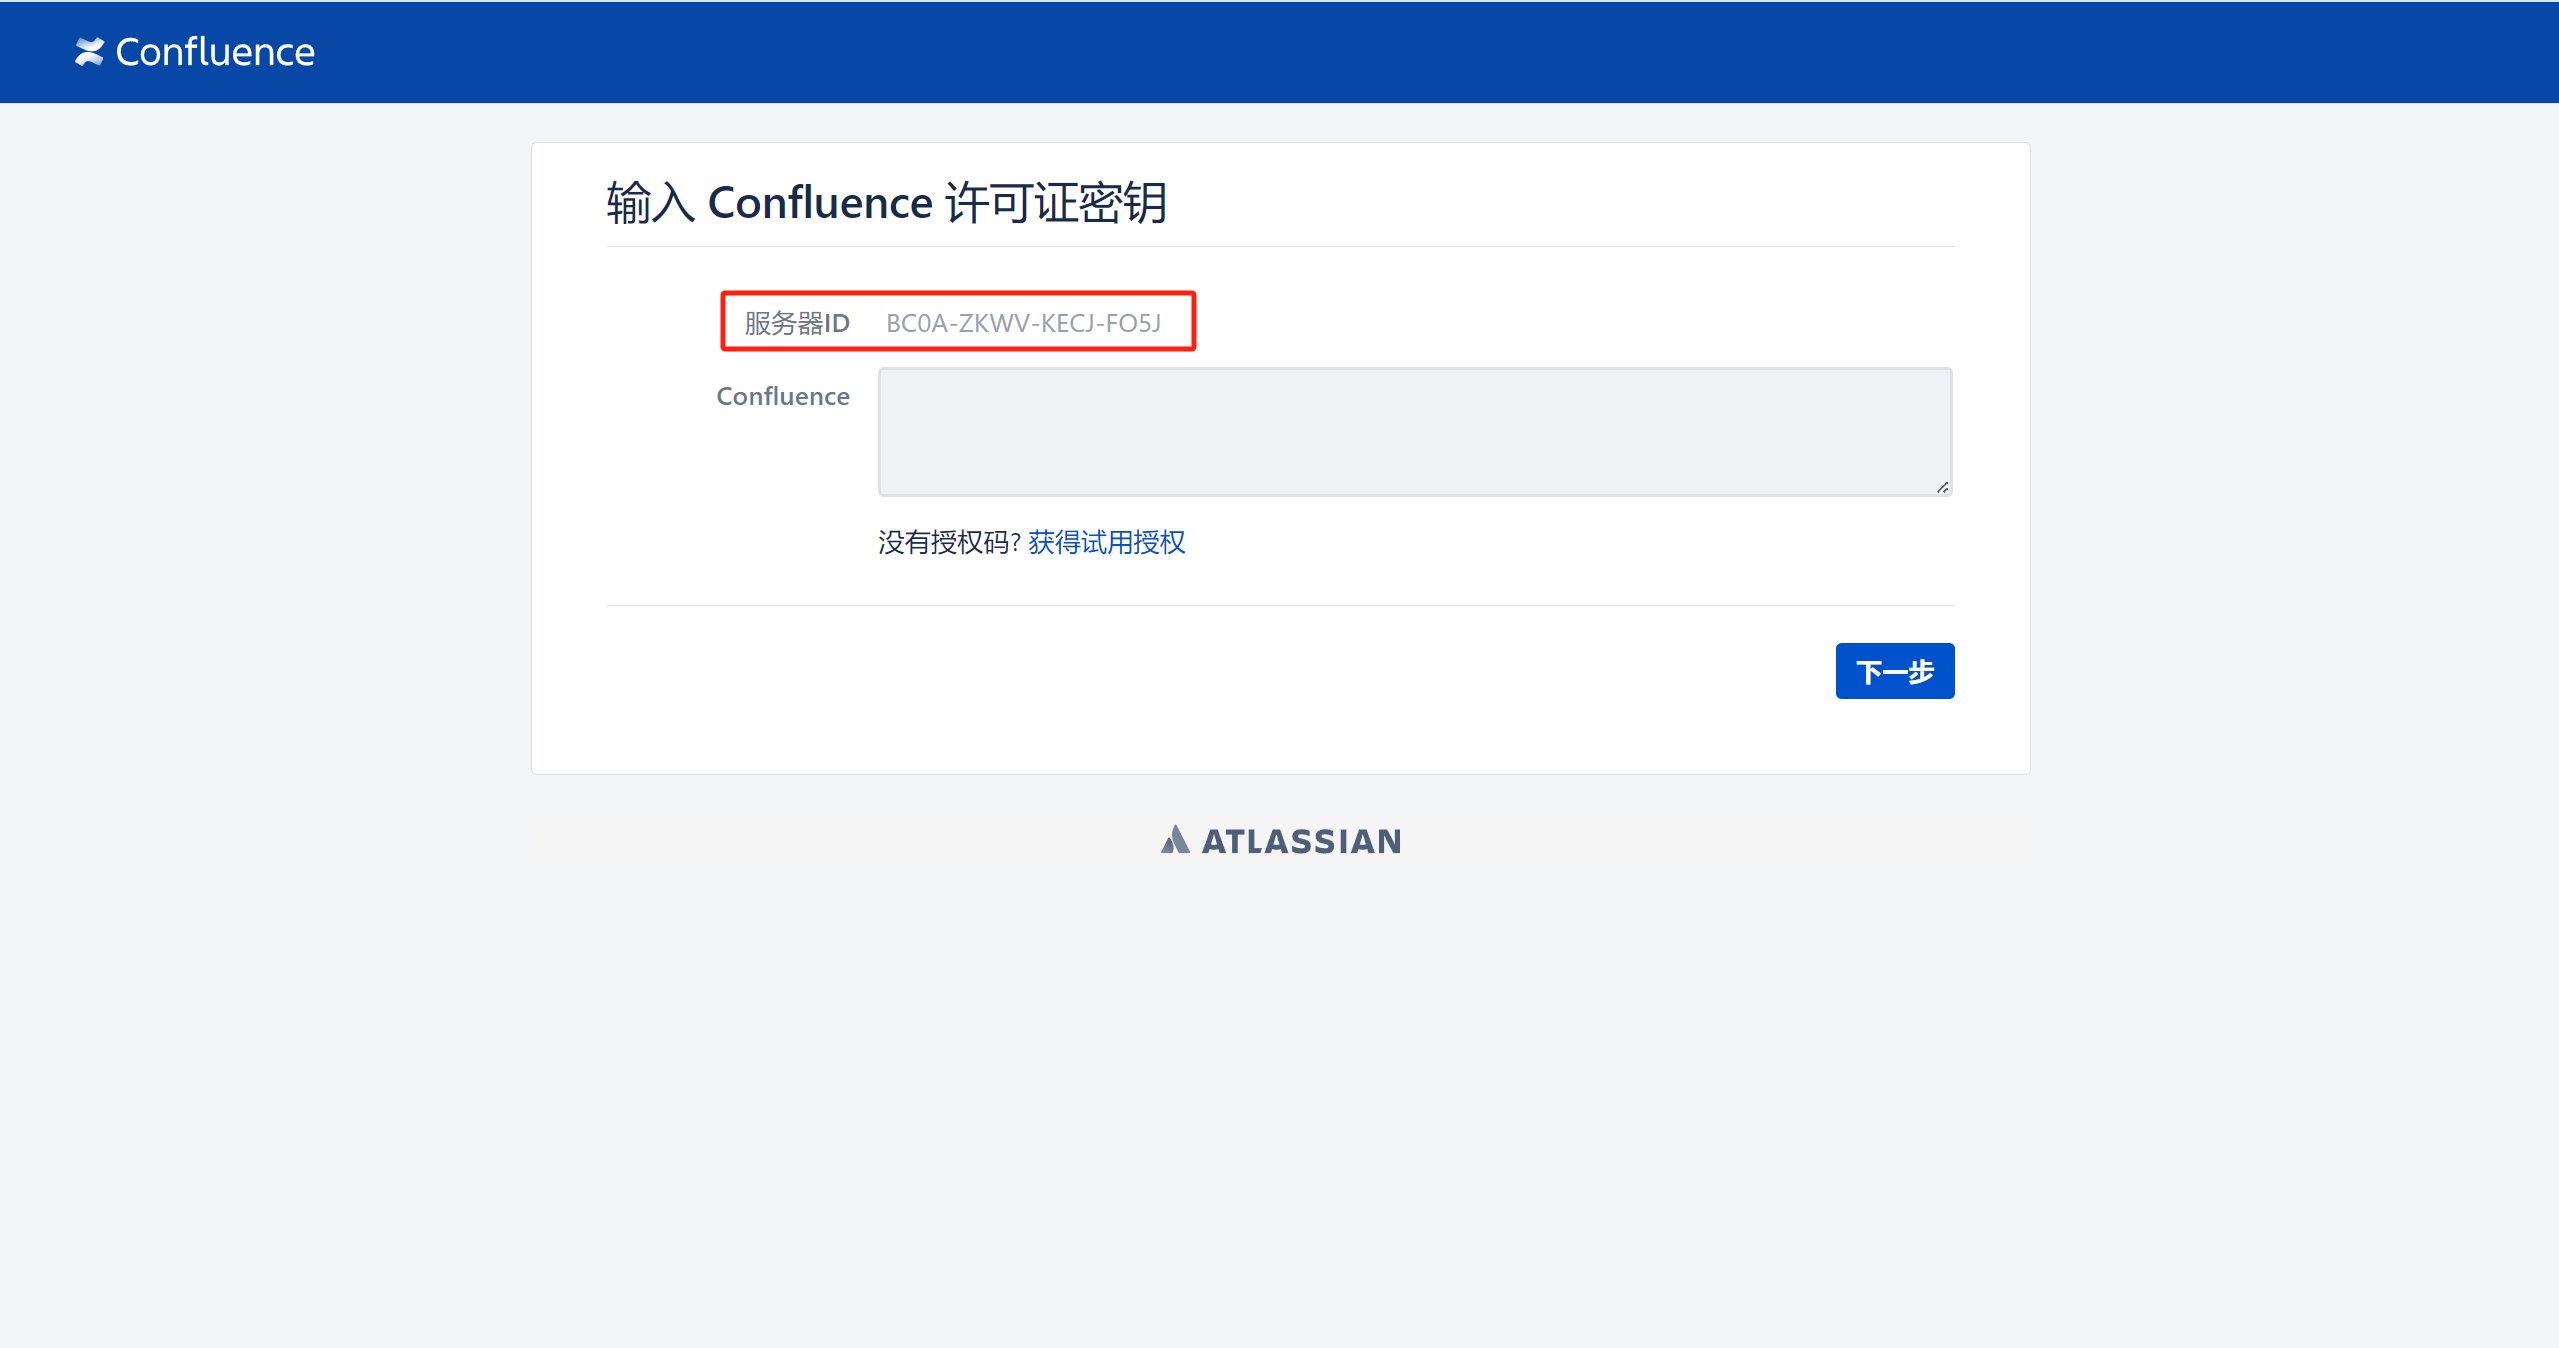 Confluence
输入 Confluence 许可证密钥
服务器ID BC0A-ZKWV-KECJ-FO5J
Confluence
没有授权码? 获得试用授权
下一步
ATLASSIAN